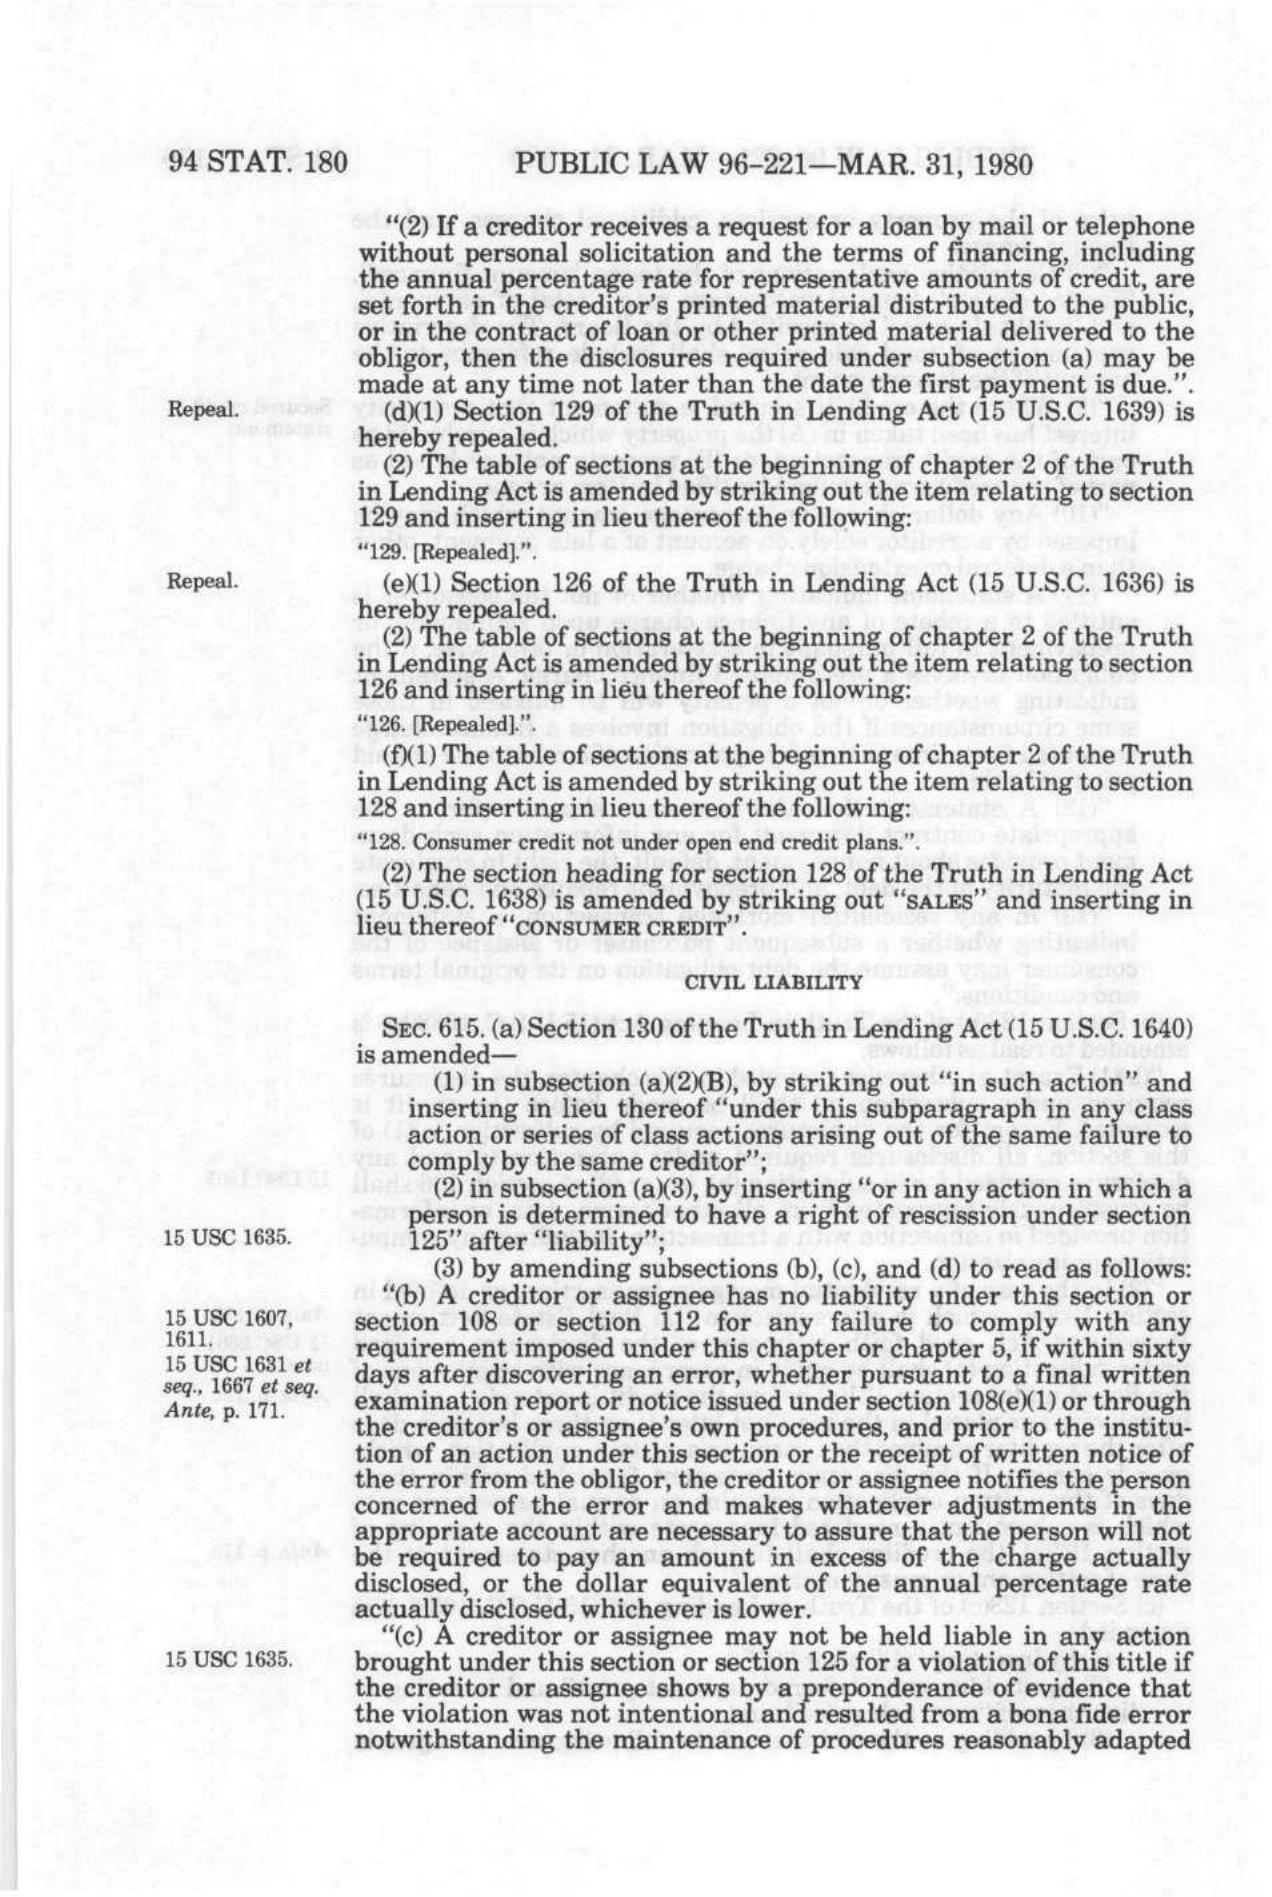 94 STAT. 180
PUBLIC LAW 96–221—MAR. 31, 1980
“(2) If a creditor receives a request for a loan by mail or telephone
without personal solicitation and the terms of financing, including
the annual percentage rate for representative amounts of credit, are
set forth in the creditor’s printed material distributed to the public,
or in the contract of loan or other printed material delivered to the
obligor, then the disclosures required under subsection (a) may be
made at any time not later than the date the first payment is due.”.
Repeal.
(d)(1) Section 129 of the Truth in Lending Act (15 U.S.C. 1639) is
hereby repealed.
(2) The table of sections at the beginning of chapter 2 of the Truth
in Lending Act is amended by striking out the item relating to section
129 and inserting in lieu thereof the following:
“129. [Repealed].”.
Repeal.
(e)(1) Section 126 of the Truth in Lending Act (15 U.S.C. 1636) is
hereby repealed.
(2) The table of sections at the beginning of chapter 2 of the Truth
in Lending Act is amended by striking out the item relating to section
126 and inserting in lieu thereof the following:
“126. [Repealed].”.
(f)(1) The table of sections at the beginning of chapter 2 of the Truth
in Lending Act is amended by striking out the item relating to section
128 and inserting in lieu thereof the following:
“128. Consumer credit not under open end credit plans.”.
(2) The section heading for section 128 of the Truth in Lending Act
(15 U.S.C. 1638) is amended by striking out “SALES” and inserting in
lieu thereof “CONSUMER CREDIT”.
CIVIL LIABILITY
SEC. 615. (a) Section 130 of the Truth in Lending Act (15 U.S.C. 1640)
is amended—
(1) in subsection (a)(2)(B), by striking out “in such action” and
inserting in lieu thereof “under this subparagraph in any class
action or series of class actions arising out of the same failure to
comply by the same creditor”;
(2) in subsection (a)(3), by inserting “or in any action in which a
person is determined to have a right of rescission under section
15 USC 1635.
125” after “liability”;
(3) by amending subsections (b), (c), and (d) to read as follows:
“(b) A creditor or assignee has no liability under this section or
15 USC 1607,
1611.
15 USC 1631 et
seq., 1667 et seq.
Ante, p. 171.
section 108 or section 112 for any failure to comply with any
requirement imposed under this chapter or chapter 5, if within sixty
days after discovering an error, whether pursuant to a final written
examination report or notice issued under section 108(e)(1) or through
the creditor’s or assignee’s own procedures, and prior to the institu-
tion of an action under this section or the receipt of written notice of
the error from the obligor, the creditor or assignee notifies the person
concerned of the error and makes whatever adjustments in the
appropriate account are necessary to assure that the person will not
be required to pay an amount in excess of the charge actually
disclosed, or the dollar equivalent of the annual percentage rate
actually disclosed, whichever is lower.
“(c) A creditor or assignee may not be held liable in any action
15 USC 1635.
brought under this section or section 125 for a violation of this title if
the creditor or assignee shows by a preponderance of evidence that
the violation was not intentional and resulted from a bona fide error
notwithstanding the maintenance of procedures reasonably adapted